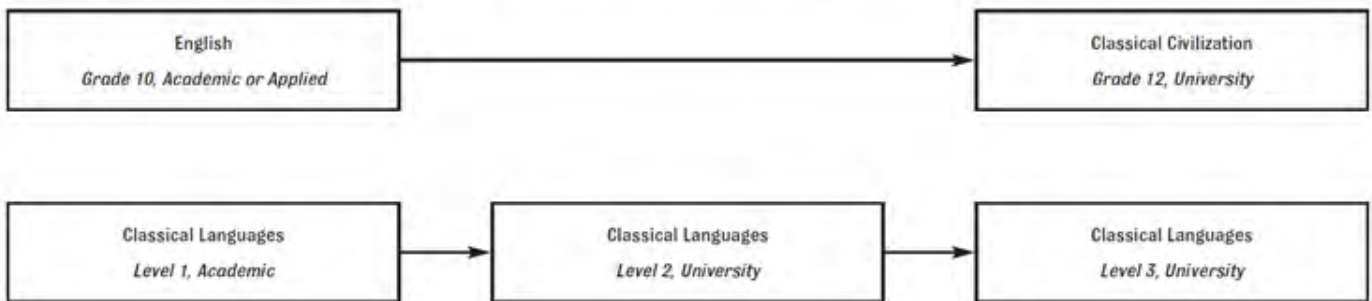 English
Grade 10, Academic or Applied
Classical Civilization
Grade 12, University
Classical Languages
Level 1, Academic
Classical Languages
Level 2, University
Classical Languages
Level 3, University